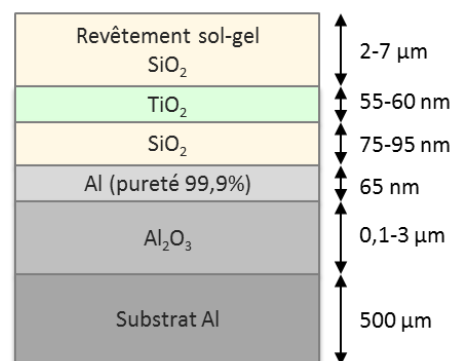 Revêtement sol-gel
SiO₂
2-7 µm
TiO₂
55-60 nm
SiO₂
75-95 nm
Al (pureté 99,9%)
65 nm
Al₂O₃
0,1-3 µm
Substrat Al
500 µm